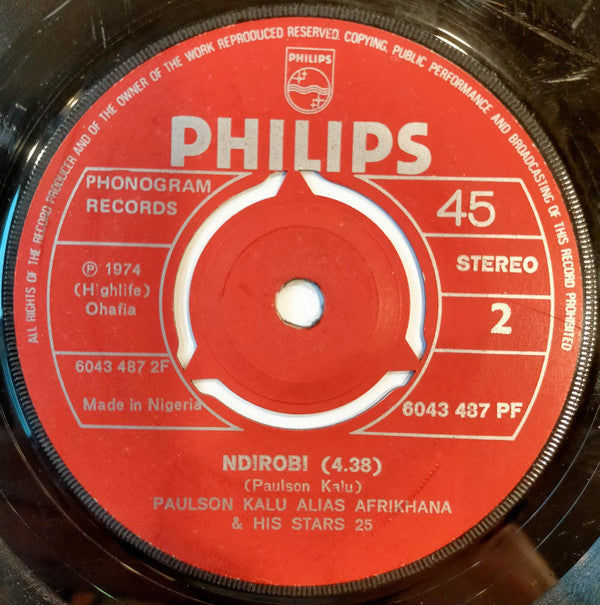 ALL RIGHTS OF THE RECORD PRODUCER AND OF THE OWNER OF THE WORK REPRODUCED RESERVED. COPYING, PUBLIC PERFORMANCE AND BROADCASTING OF THIS RECORD PROHIBITED
PHILIPS
PHILIPS
PHONOGRAM
RECORDS
45
STEREO
℗ 1974
(Highlife)
Ohafia
2
6043 487 2F
Made in Nigeria
6043 487 PF
NDIROBI (4.38)
(Paulson Kalu)
PAULSON KALU ALIAS AFRIKHANA
& HIS STARS 25